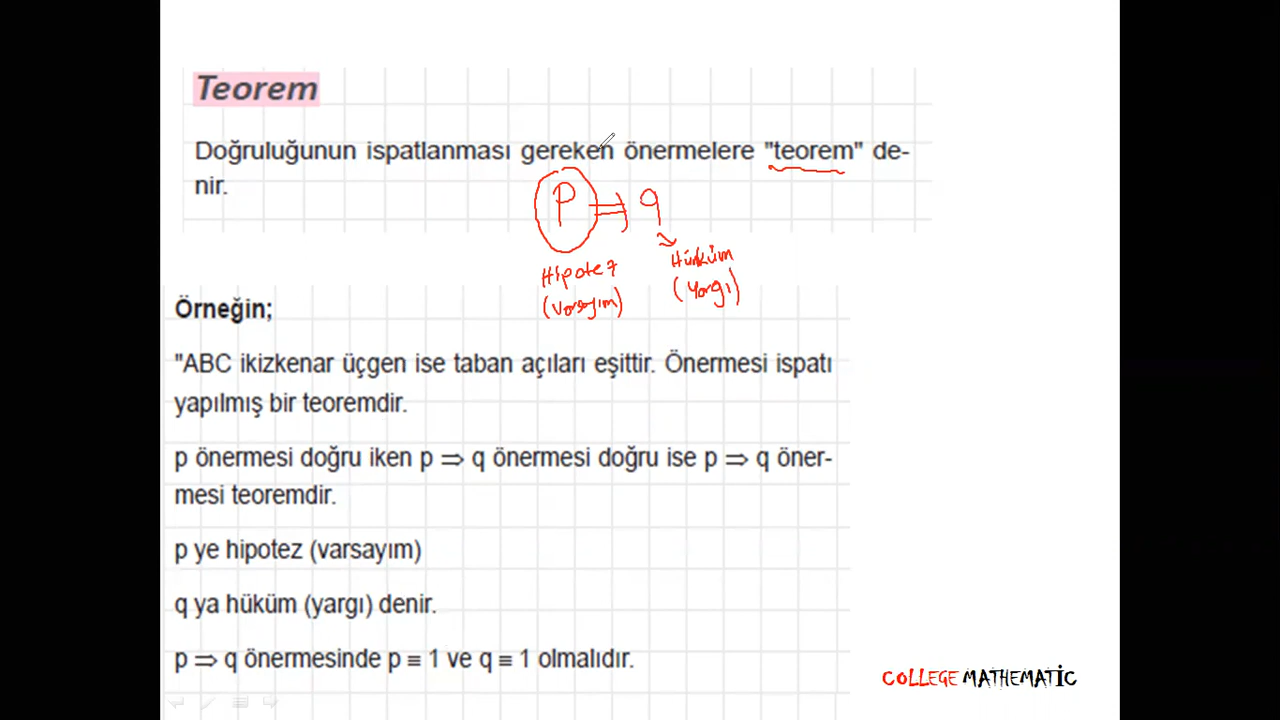 Teorem
Doğruluğunun ispatlanması gereken önermelere "teorem" de-
nir.
P ⇒ q
Hipotez
(varsayım)
Hüküm
(Yargı)
Örneğin;
"ABC ikizkenar üçgen ise taban açıları eşittir. Önermesi ispatı
yapılmış bir teoremdir.
p önermesi doğru iken p ⇒ q önermesi doğru ise p ⇒ q öner-
mesi teoremdir.
p ye hipotez (varsayım)
q ya hüküm (yargı) denir.
p ⇒ q önermesinde p ≡ 1 ve q ≡ 1 olmalıdır.
COLLEGE MATHEMATİC